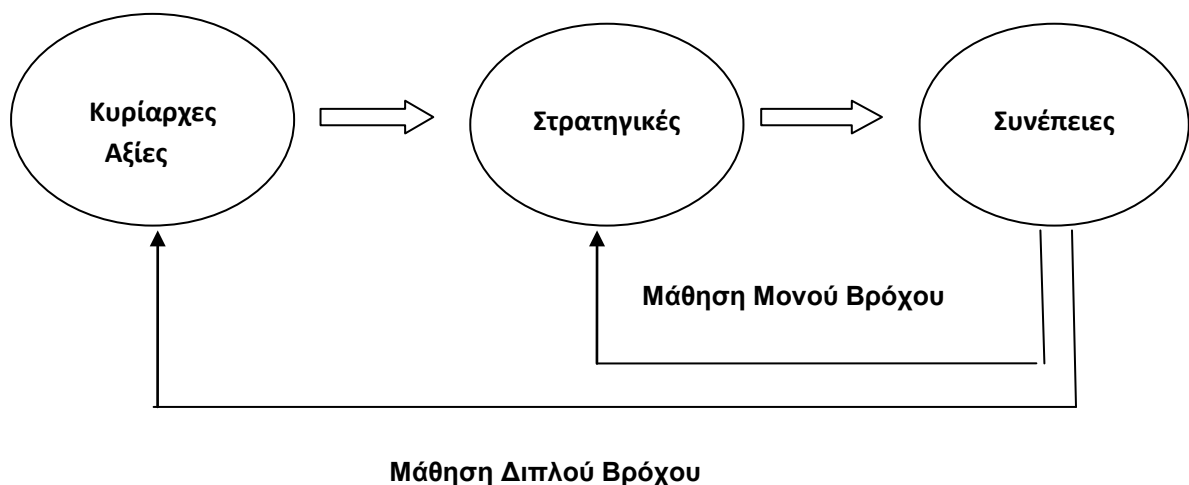 Κυρίαρχες
Αξίες
Στρατηγικές
Συνέπειες
Μάθηση Μονού Βρόχου
Μάθηση Διπλού Βρόχου